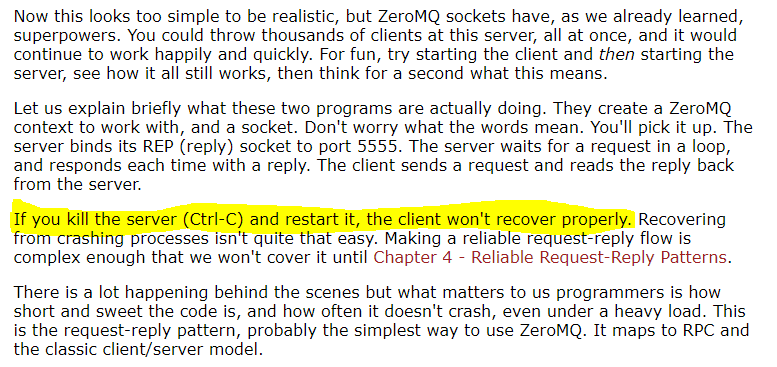 Now this looks too simple to be realistic, but ZeroMQ sockets have, as we already learned,
superpowers. You could throw thousands of clients at this server, all at once, and it would
continue to work happily and quickly. For fun, try starting the client and then starting the
server, see how it all still works, then think for a second what this means.
Let us explain briefly what these two programs are actually doing. They create a ZeroMQ
context to work with, and a socket. Don't worry what the words mean. You'll pick it up. The
server binds its REP (reply) socket to port 5555. The server waits for a request in a loop,
and responds each time with a reply. The client sends a request and reads the reply back
from the server.
If you kill the server (Ctrl-C) and restart it, the client won't recover properly. Recovering
from crashing processes isn't quite that easy. Making a reliable request-reply flow is
complex enough that we won't cover it until Chapter 4 - Reliable Request-Reply Patterns.
There is a lot happening behind the scenes but what matters to us programmers is how
short and sweet the code is, and how often it doesn't crash, even under a heavy load. This
is the request-reply pattern, probably the simplest way to use ZeroMQ. It maps to RPC and
the classic client/server model.